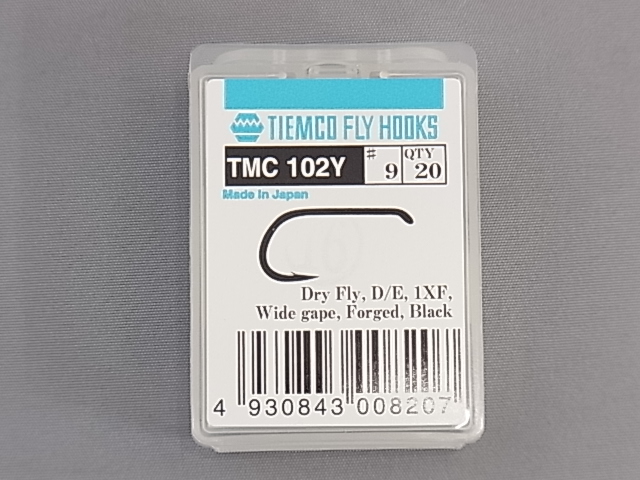 TIEMCO FLY HOOKS
TMC 102Y # 9 QTY 20
Made In Japan
Dry Fly, D/E, 1XF,
Wide gape, Forged, Black
4 930843 008207